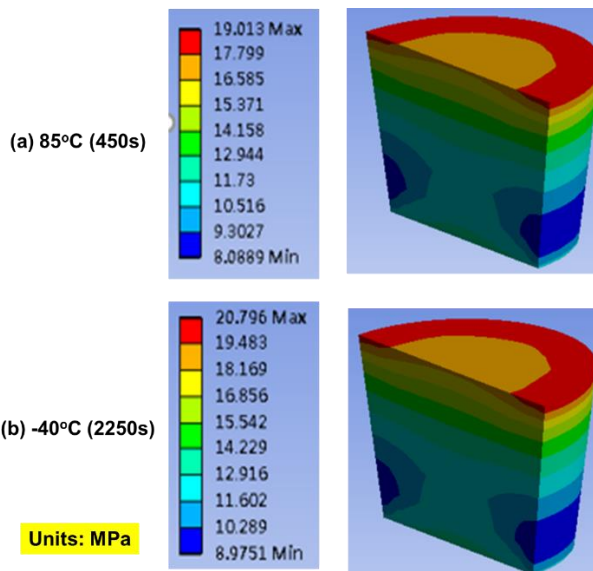 19.013 Max
17.799
16.585
15.371
14.158
12.944
11.73
10.516
9.3027
8.0889 Min
(a) 85°C (450s)
20.796 Max
19.483
18.169
16.856
15.542
14.229
12.916
11.602
10.289
8.9751 Min
(b) -40°C (2250s)
Units: MPa